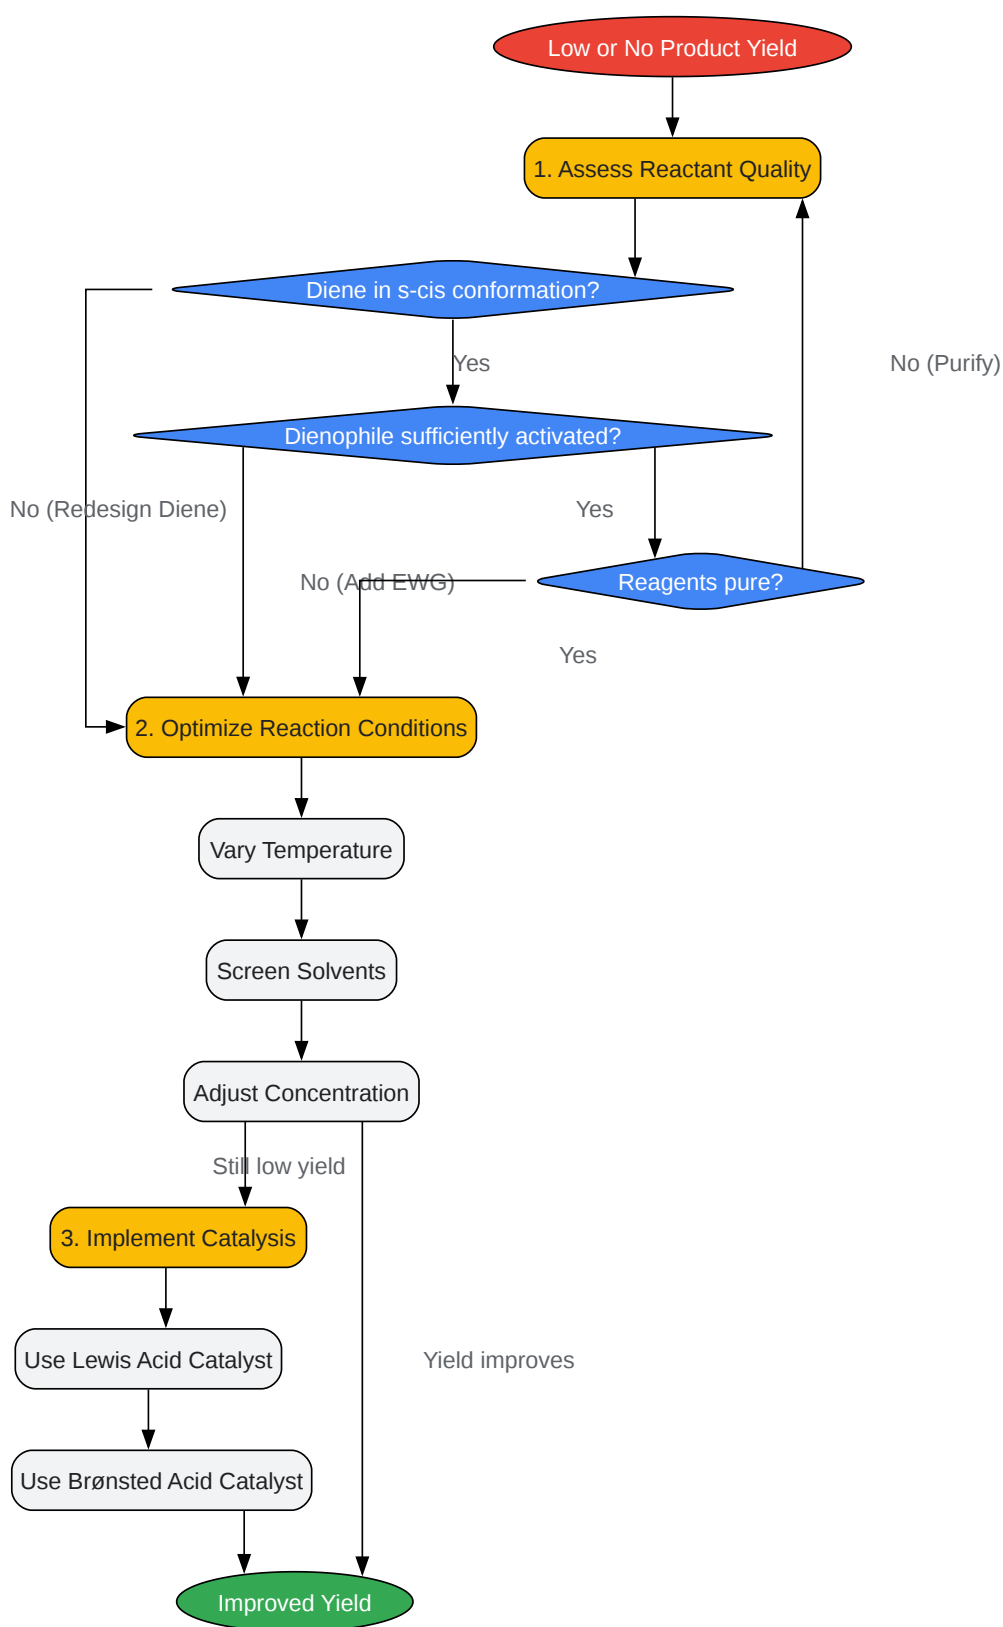 Low or No Product Yield
1. Assess Reactant Quality
Diene in s-cis conformation?
Yes
No (Purify)
Dienophile sufficiently activated?
No (Redesign Diene)
Yes
No (Add EWG)
Reagents pure?
Yes
2. Optimize Reaction Conditions
Vary Temperature
Screen Solvents
Adjust Concentration
Still low yield
3. Implement Catalysis
Use Lewis Acid Catalyst
Yield improves
Use Brønsted Acid Catalyst
Improved Yield